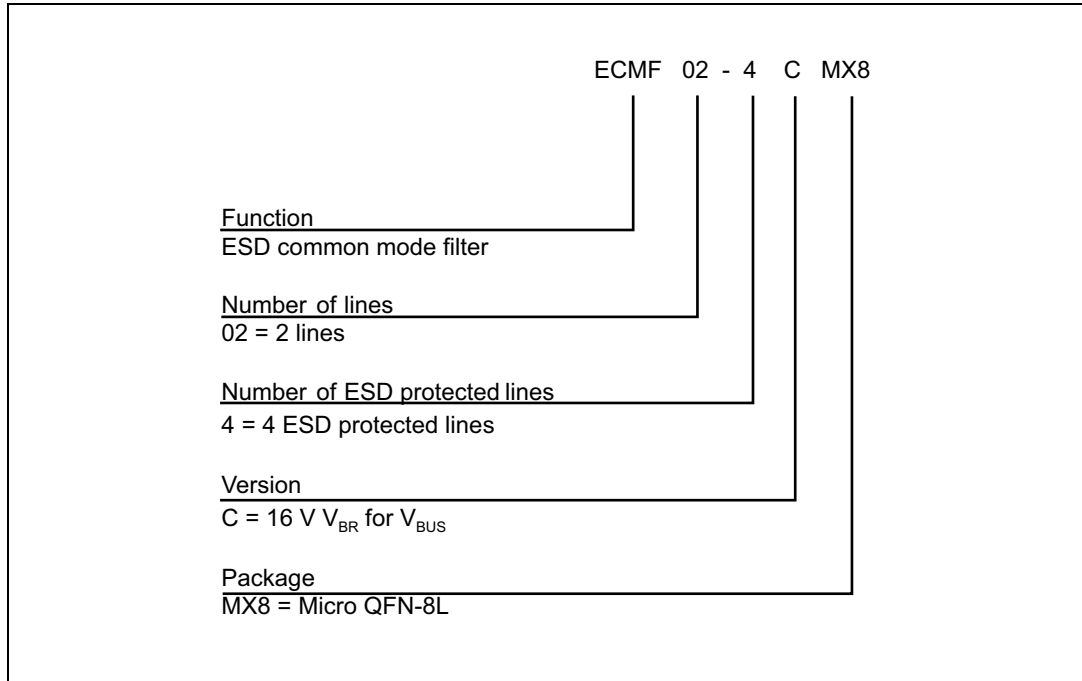 ECMF 02 - 4 C MX8
Function
ESD common mode filter
Number of lines
02 = 2 lines
Number of ESD protected lines
4 = 4 ESD protected lines
Version
C = 16 V VBR for VBUS
Package
MX8 = Micro QFN-8L